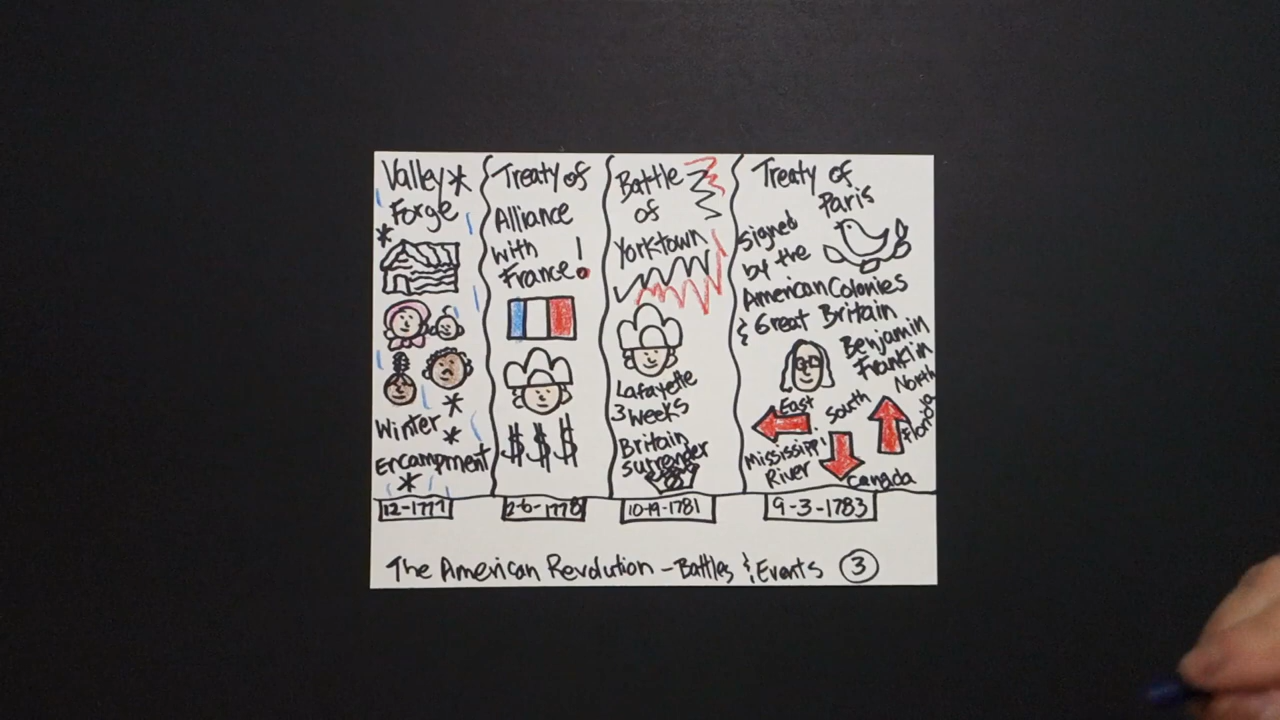 Valley
Forge
Winter
Encampment
12-1777
Treaty of
Alliance
with
France!
$$$
2-6-1778
Battle
of
Yorktown
Lafayette
3 weeks
Britain
surrender
10-19-1781
Treaty of
Paris
Signed
by the
American Colonies
& Great Britain
Benjamin
Franklin
East
Mississippi
River
South
Canada
North
Florida
9-3-1783
The American Revolution - Battles & Events 3